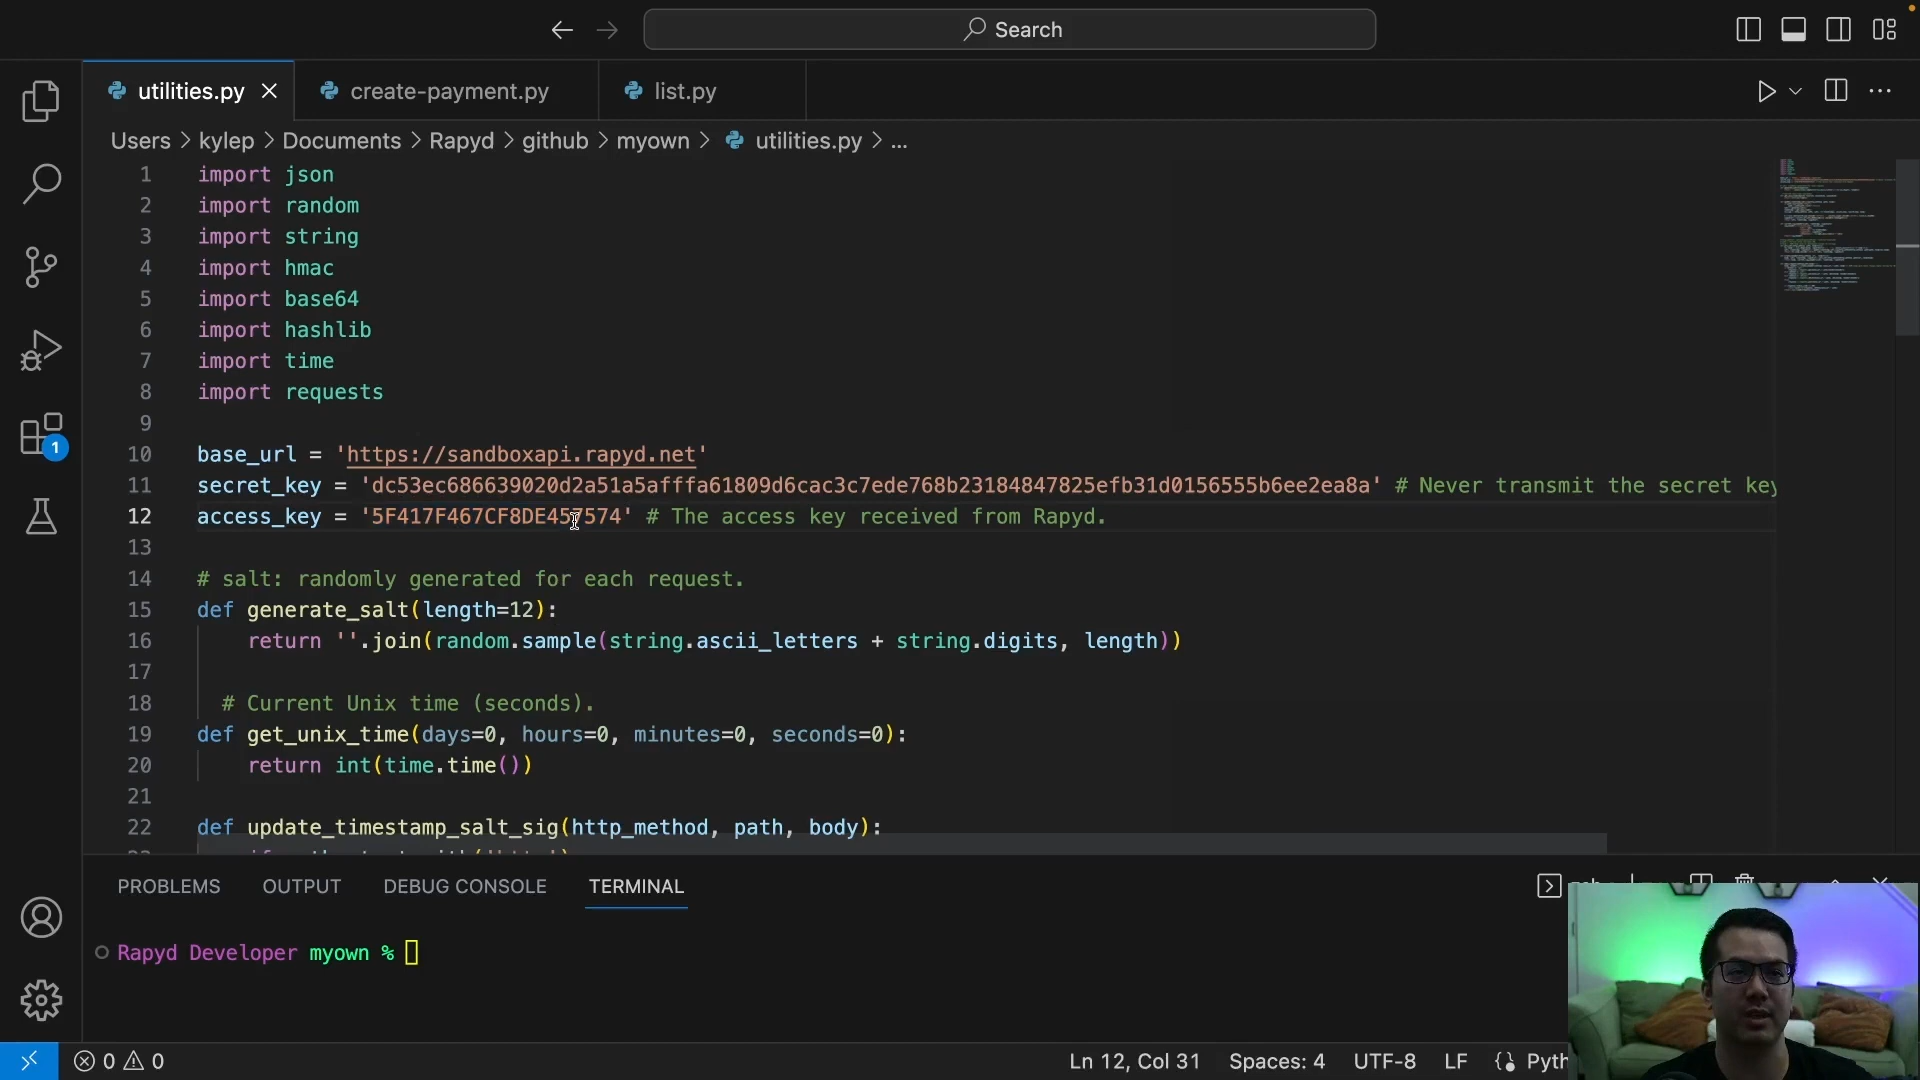 Search
utilities.py
create-payment.py
list.py
Users > kylep > Documents > Rapyd > github > myown > utilities.py > ...
1 import json
2 import random
3 import string
4 import hmac
5 import base64
6 import hashlib
7 import time
8 import requests
9
10 base_url = 'https://sandboxapi.rapyd.net'
11 secret_key = 'dc53ec686639020d2a51a5afffa61809d6cac3c7ede768b23184847825efb31d0156555b6ee2ea8a' # Never transmit the secret key
12 access_key = '5F417F467CF8DE457574' # The access key received from Rapyd.
13
14 # salt: randomly generated for each request.
15 def generate_salt(length=12):
16 return ''.join(random.sample(string.ascii_letters + string.digits, length))
17
18 # Current Unix time (seconds).
19 def get_unix_time(days=0, hours=0, minutes=0, seconds=0):
20 return int(time.time())
21
22 def update_timestamp_salt_sig(http_method, path, body):
1
PROBLEMS OUTPUT DEBUG CONSOLE TERMINAL
Rapyd Developer myown %
0 0
Ln 12, Col 31 Spaces: 4 UTF-8 LF